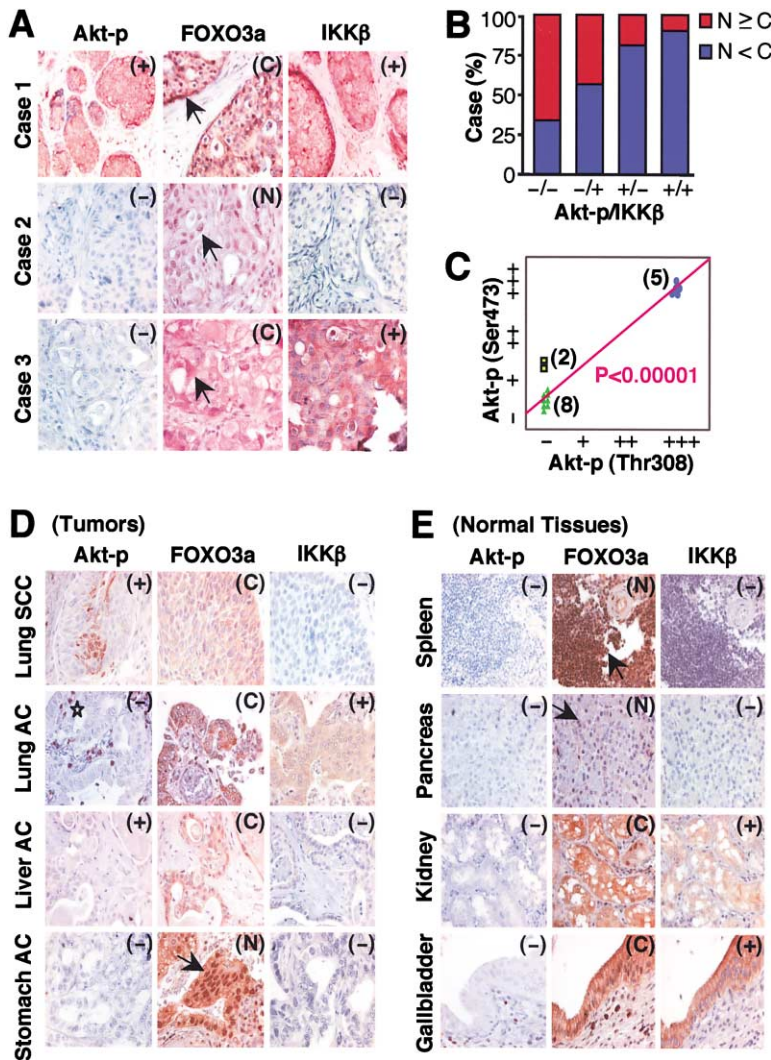 A
Akt-p FOXO3a IKKβ
Case 1 (+) (C) (+)
Case 2 (−) (N) (−)
Case 3 (−) (C) (+)
B
Case (%)
100
75
50
25
0
N ≥ C
N < C
−/− −/+ +/− +/+
Akt-p/IKKβ
C
Akt-p (Ser473)
+++
++
+
−
(5)
(2)
P<0.00001
(8)
− + ++ +++
Akt-p (Thr308)
D (Tumors)
Akt-p FOXO3a IKKβ
Lung SCC (+) (C) (−)
Lung AC (−) (C) (+)
Liver AC (+) (C) (−)
Stomach AC (−) (N) (−)
E (Normal Tissues)
Akt-p FOXO3a IKKβ
Spleen (−) (N) (−)
Pancreas (−) (N) (−)
Kidney (−) (C) (+)
Gallbladder (−) (C) (+)